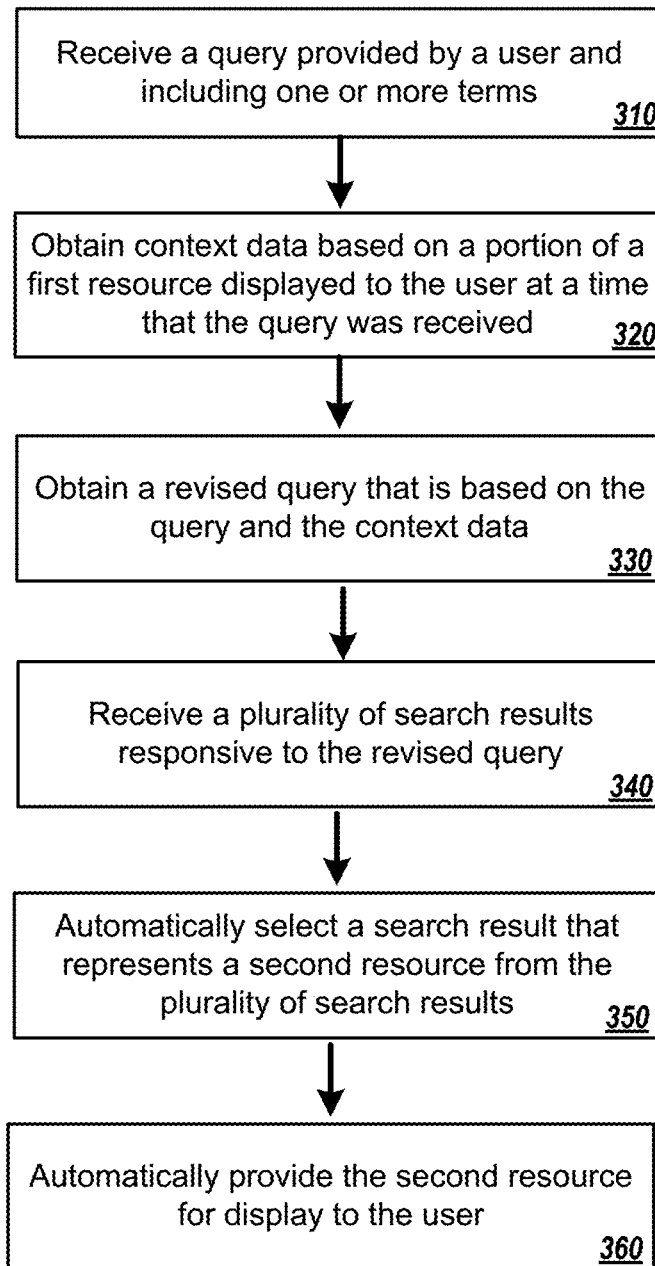 Receive a query provided by a user and
including one or more terms
310
Obtain context data based on a portion of a
first resource displayed to the user at a time
that the query was received
320
Obtain a revised query that is based on the
query and the context data
330
Receive a plurality of search results
responsive to the revised query
340
Automatically select a search result that
represents a second resource from the
plurality of search results
350
Automatically provide the second resource
for display to the user
360